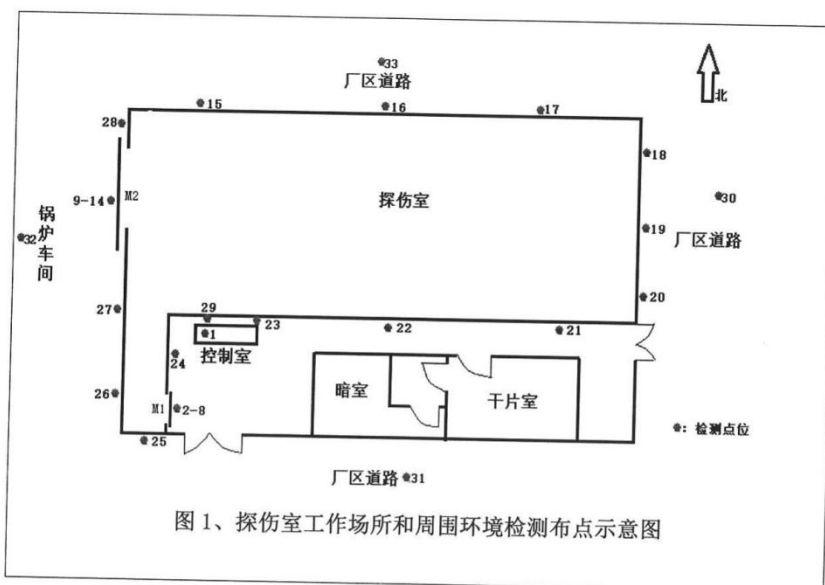 33
厂区道路
北
15
16
17
28
18
9-14
M2
探伤室
30
锅炉车间
32
19
厂区道路
20
27
29
23
22
21
1
控制室
24
26
M1
2-8
暗室
干片室
25
: 检测点位
厂区道路
31
图 1、探伤室工作场所和周围环境检测布点示意图